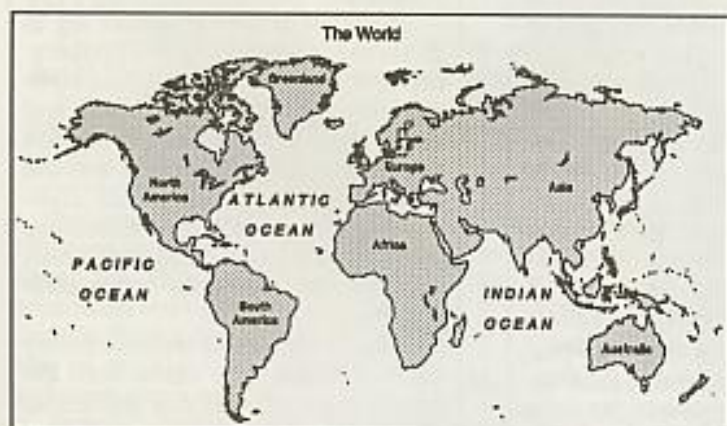 The World
Greenland
North
America
Europe
Asia
ATLANTIC
OCEAN
Africa
PACIFIC
OCEAN
South
America
INDIAN
OCEAN
Australia